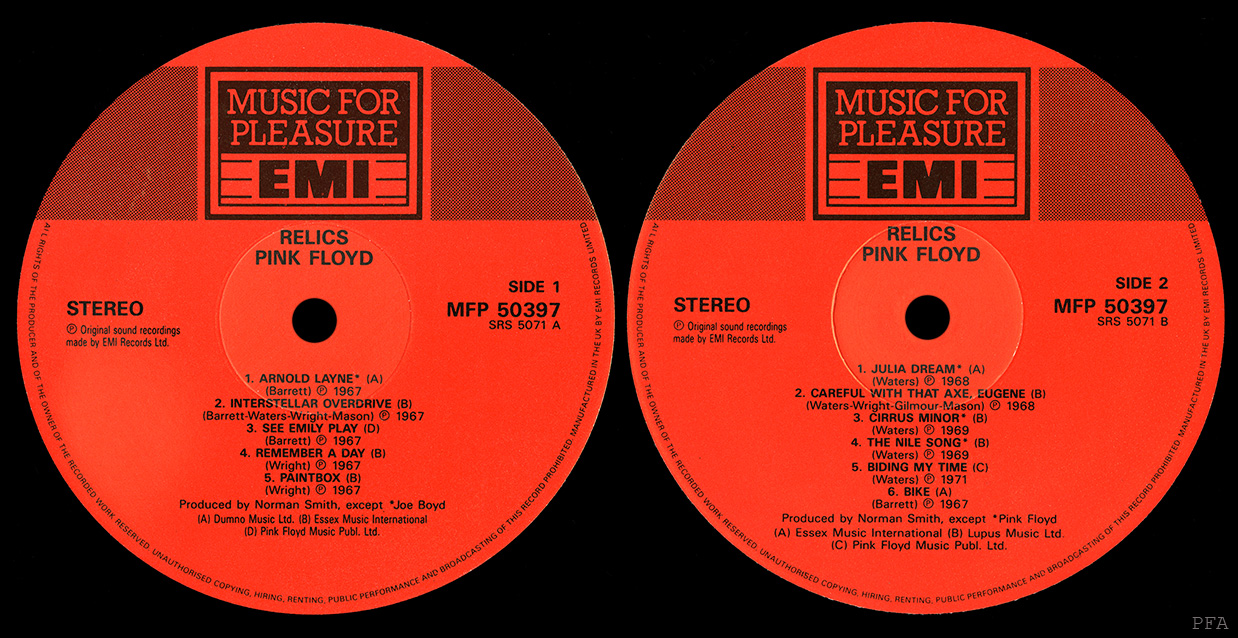 MUSIC FOR
PLEASURE
EMI
RELICS
PINK FLOYD
SIDE 1
STEREO
MFP 50397
SRS 5071 A
Ⓟ Original sound recordings
made by EMI Records Ltd.
1. ARNOLD LAYNE* (A)
(Barrett) Ⓟ 1967
2. INTERSTELLAR OVERDRIVE (B)
(Barrett-Waters-Wright-Mason) Ⓟ 1967
3. SEE EMILY PLAY (D)
(Barrett) Ⓟ 1967
4. REMEMBER A DAY (B)
(Wright) Ⓟ 1967
5. PAINTBOX (B)
(Wright) Ⓟ 1967
Produced by Norman Smith, except *Joe Boyd
(A) Dumno Music Ltd. (B) Essex Music International
(D) Pink Floyd Music Publ. Ltd.
ALL RIGHTS OF THE PRODUCER AND OF THE OWNER OF THE RECORDED WORK RESERVED. UNAUTHORISED COPYING, HIRING, RENTING, PUBLIC PERFORMANCE AND BROADCASTING OF THIS RECORD PROHIBITED. MANUFACTURED IN THE UK BY EMI RECORDS LIMITED
MUSIC FOR
PLEASURE
EMI
RELICS
PINK FLOYD
SIDE 2
STEREO
MFP 50397
SRS 5071 B
Ⓟ Original sound recordings
made by EMI Records Ltd.
1. JULIA DREAM* (A)
(Waters) Ⓟ 1968
2. CAREFUL WITH THAT AXE, EUGENE (B)
(Waters-Wright-Gilmour-Mason) Ⓟ 1968
3. CIRRUS MINOR* (B)
(Waters) Ⓟ 1969
4. THE NILE SONG* (B)
(Waters) Ⓟ 1969
5. BIDING MY TIME (C)
(Waters) Ⓟ 1971
6. BIKE (A)
(Barrett) Ⓟ 1967
Produced by Norman Smith, except *Pink Floyd
(A) Essex Music International (B) Lupus Music Ltd.
(C) Pink Floyd Music Publ. Ltd.
ALL RIGHTS OF THE PRODUCER AND OF THE OWNER OF THE RECORDED WORK RESERVED. UNAUTHORISED COPYING, HIRING, RENTING, PUBLIC PERFORMANCE AND BROADCASTING OF THIS RECORD PROHIBITED. MANUFACTURED IN THE UK BY EMI RECORDS LIMITED
PFA